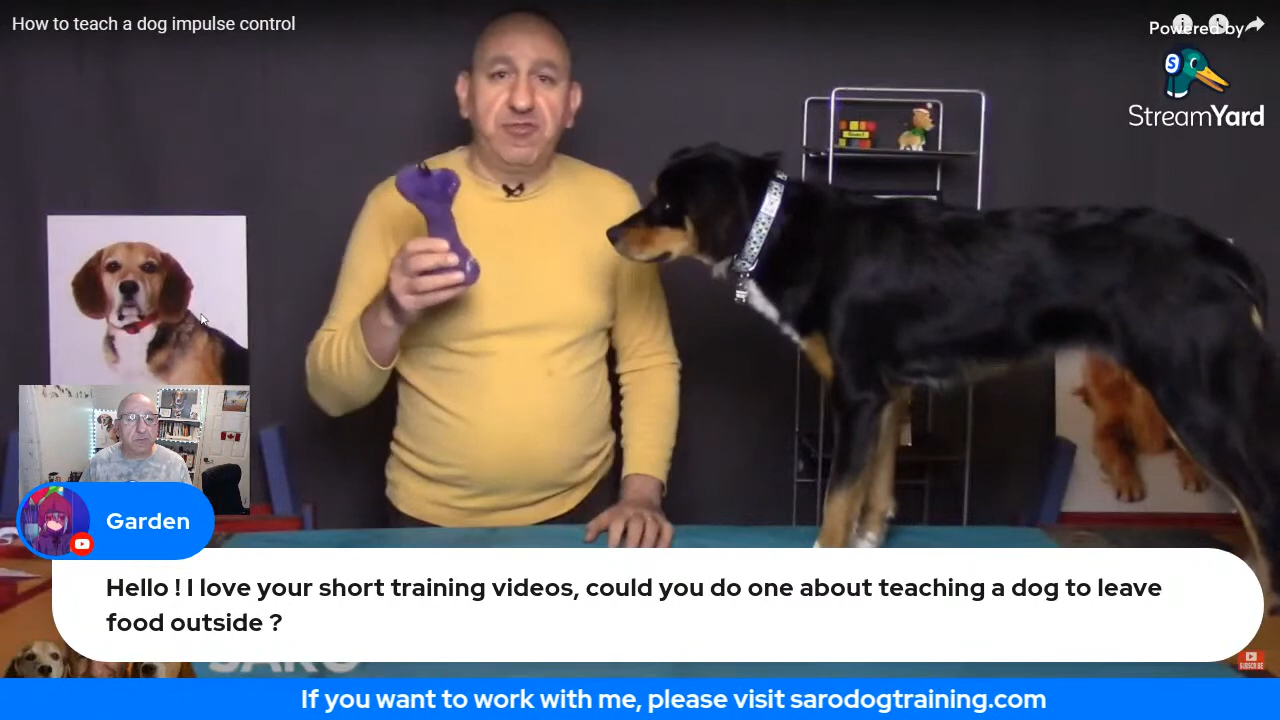 How to teach a dog impulse control
Powered by
StreamYard
Garden
Hello ! I love your short training videos, could you do one about teaching a dog to leave
food outside ?
SARO
SUBSCRIBE
If you want to work with me, please visit sarodogtraining.com